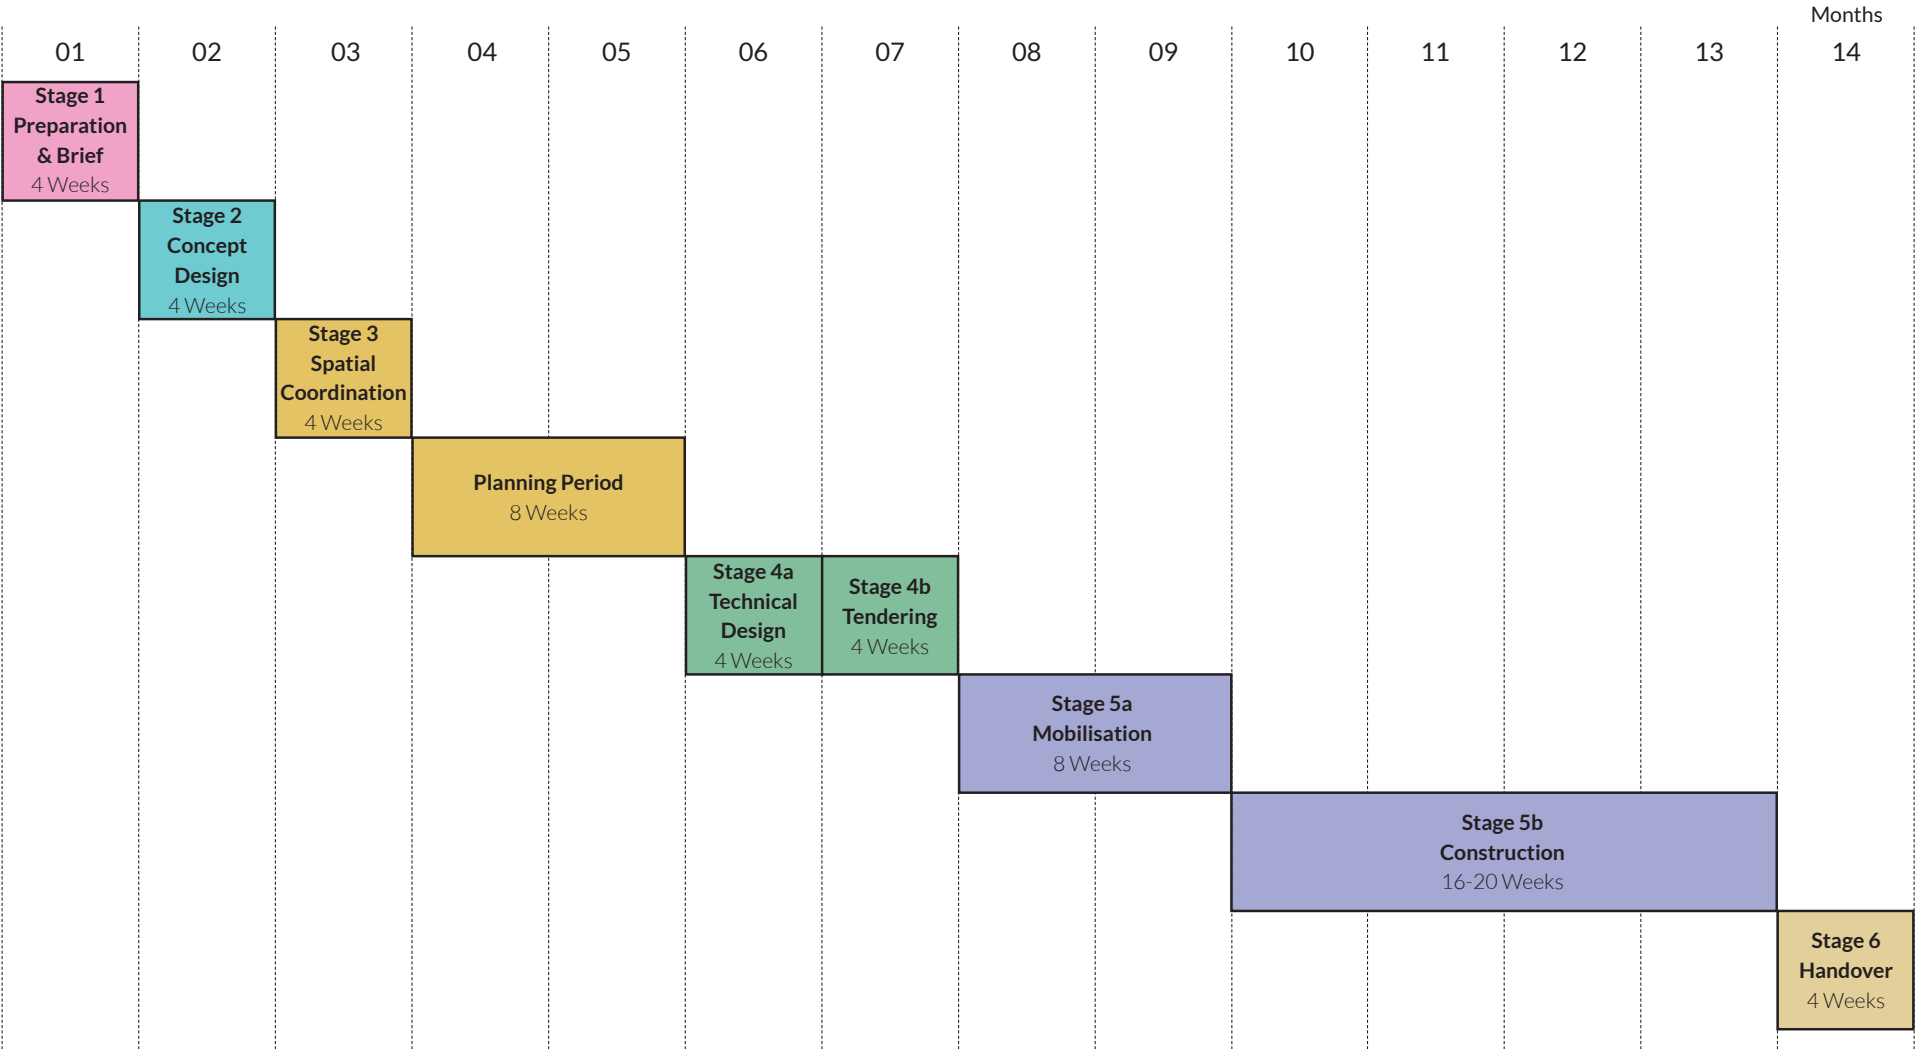 Months
01 02 03 04 05 06 07 08 09 10 11 12 13 14
Stage 1
Preparation
& Brief
4 Weeks
Stage 2
Concept
Design
4 Weeks
Stage 3
Spatial
Coordination
4 Weeks
Planning Period
8 Weeks
Stage 4a
Technical
Design
4 Weeks
Stage 4b
Tendering
4 Weeks
Stage 5a
Mobilisation
8 Weeks
Stage 5b
Construction
16-20 Weeks
Stage 6
Handover
4 Weeks